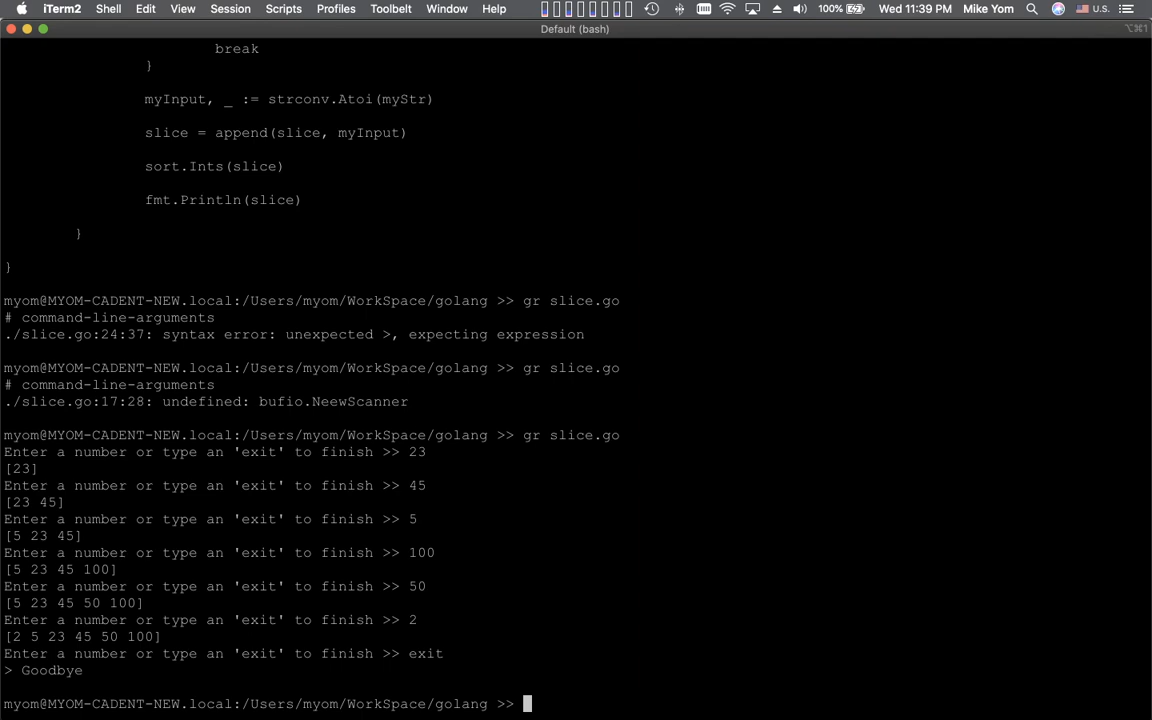 iTerm2 Shell Edit View Session Scripts Profiles Toolbelt Window Help 100% Wed 11:39 PM Mike Yom U.S.
Default (bash) ⌥⌘1
break
}
myInput, _ := strconv.Atoi(myStr)
slice = append(slice, myInput)
sort.Ints(slice)
fmt.Println(slice)
}
}
myom@MYOM-CADENT-NEW.local:/Users/myom/WorkSpace/golang >> gr slice.go
# command-line-arguments
./slice.go:24:37: syntax error: unexpected >, expecting expression
myom@MYOM-CADENT-NEW.local:/Users/myom/WorkSpace/golang >> gr slice.go
# command-line-arguments
./slice.go:17:28: undefined: bufio.NeewScanner
myom@MYOM-CADENT-NEW.local:/Users/myom/WorkSpace/golang >> gr slice.go
Enter a number or type an 'exit' to finish >> 23
[23]
Enter a number or type an 'exit' to finish >> 45
[23 45]
Enter a number or type an 'exit' to finish >> 5
[5 23 45]
Enter a number or type an 'exit' to finish >> 100
[5 23 45 100]
Enter a number or type an 'exit' to finish >> 50
[5 23 45 50 100]
Enter a number or type an 'exit' to finish >> 2
[2 5 23 45 50 100]
Enter a number or type an 'exit' to finish >> exit
> Goodbye
myom@MYOM-CADENT-NEW.local:/Users/myom/WorkSpace/golang >>